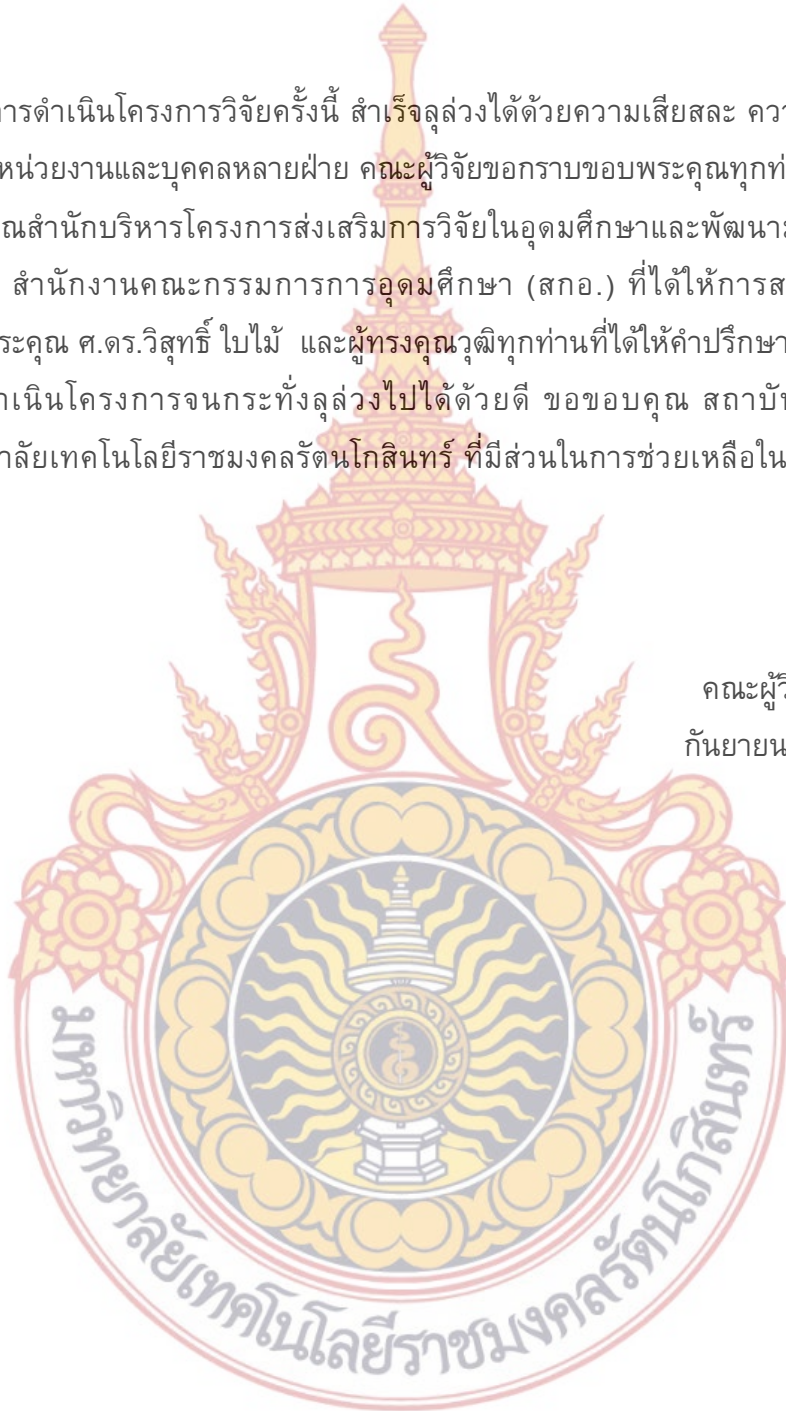 การดำเนินโครงการวิจัยครั้งนี้ สำเร็จลุล่วงได้ด้วยความเสียสละ ควา
หน่วยงานและบุคคลหลายฝ่าย คณะผู้วิจัยขอกราบขอบพระคุณทุกท่
ณสำนักบริหารโครงการส่งเสริมการวิจัยในอุดมศึกษาและพัฒนาม
สำนักงานคณะกรรมการการอุดมศึกษา (สกอ.) ที่ได้ให้การส
ระคุณ ศ.ดร.วิสุทธิ์ ใบไม้ และผู้ทรงคุณวุฒิทุกท่านที่ได้ให้คำปรึกษา
าเนินโครงการจนกระทั่งลุล่วงไปได้ด้วยดี ขอขอบคุณ สถาบัน
าลัยเทคโนโลยีราชมงคลรัตนโกสินทร์ ที่มีส่วนในการช่วยเหลือใน
คณะผู้วิ
กันยายน
มหาวิทยาลัยเทคโนโลยีราชมงคลรัตนโกสินทร์